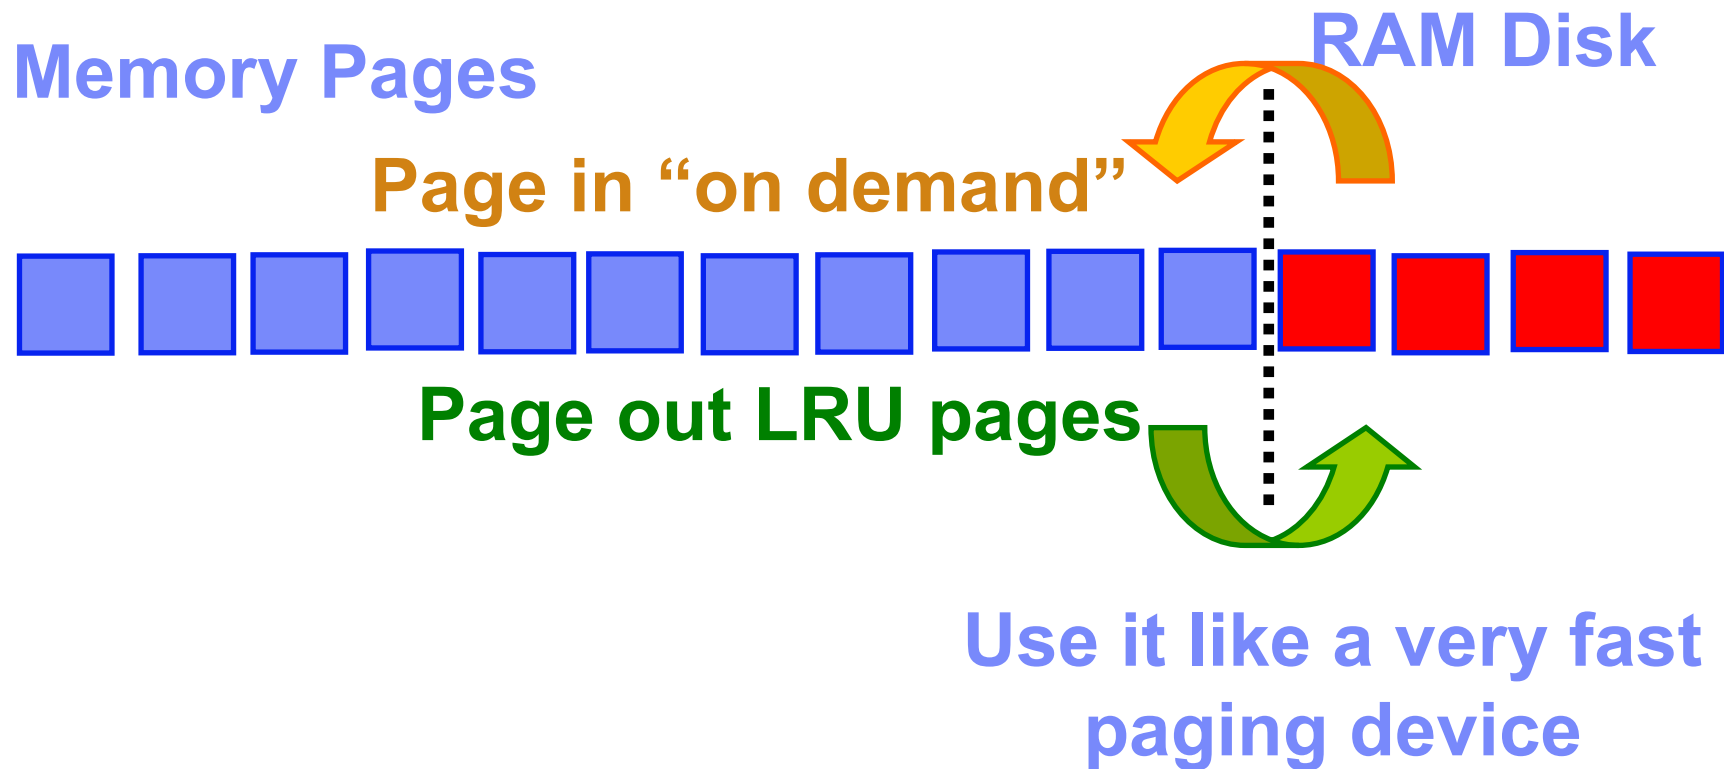 Memory Pages
RAM Disk
Page in “on demand”
Page out LRU pages
Use it like a very fast
paging device